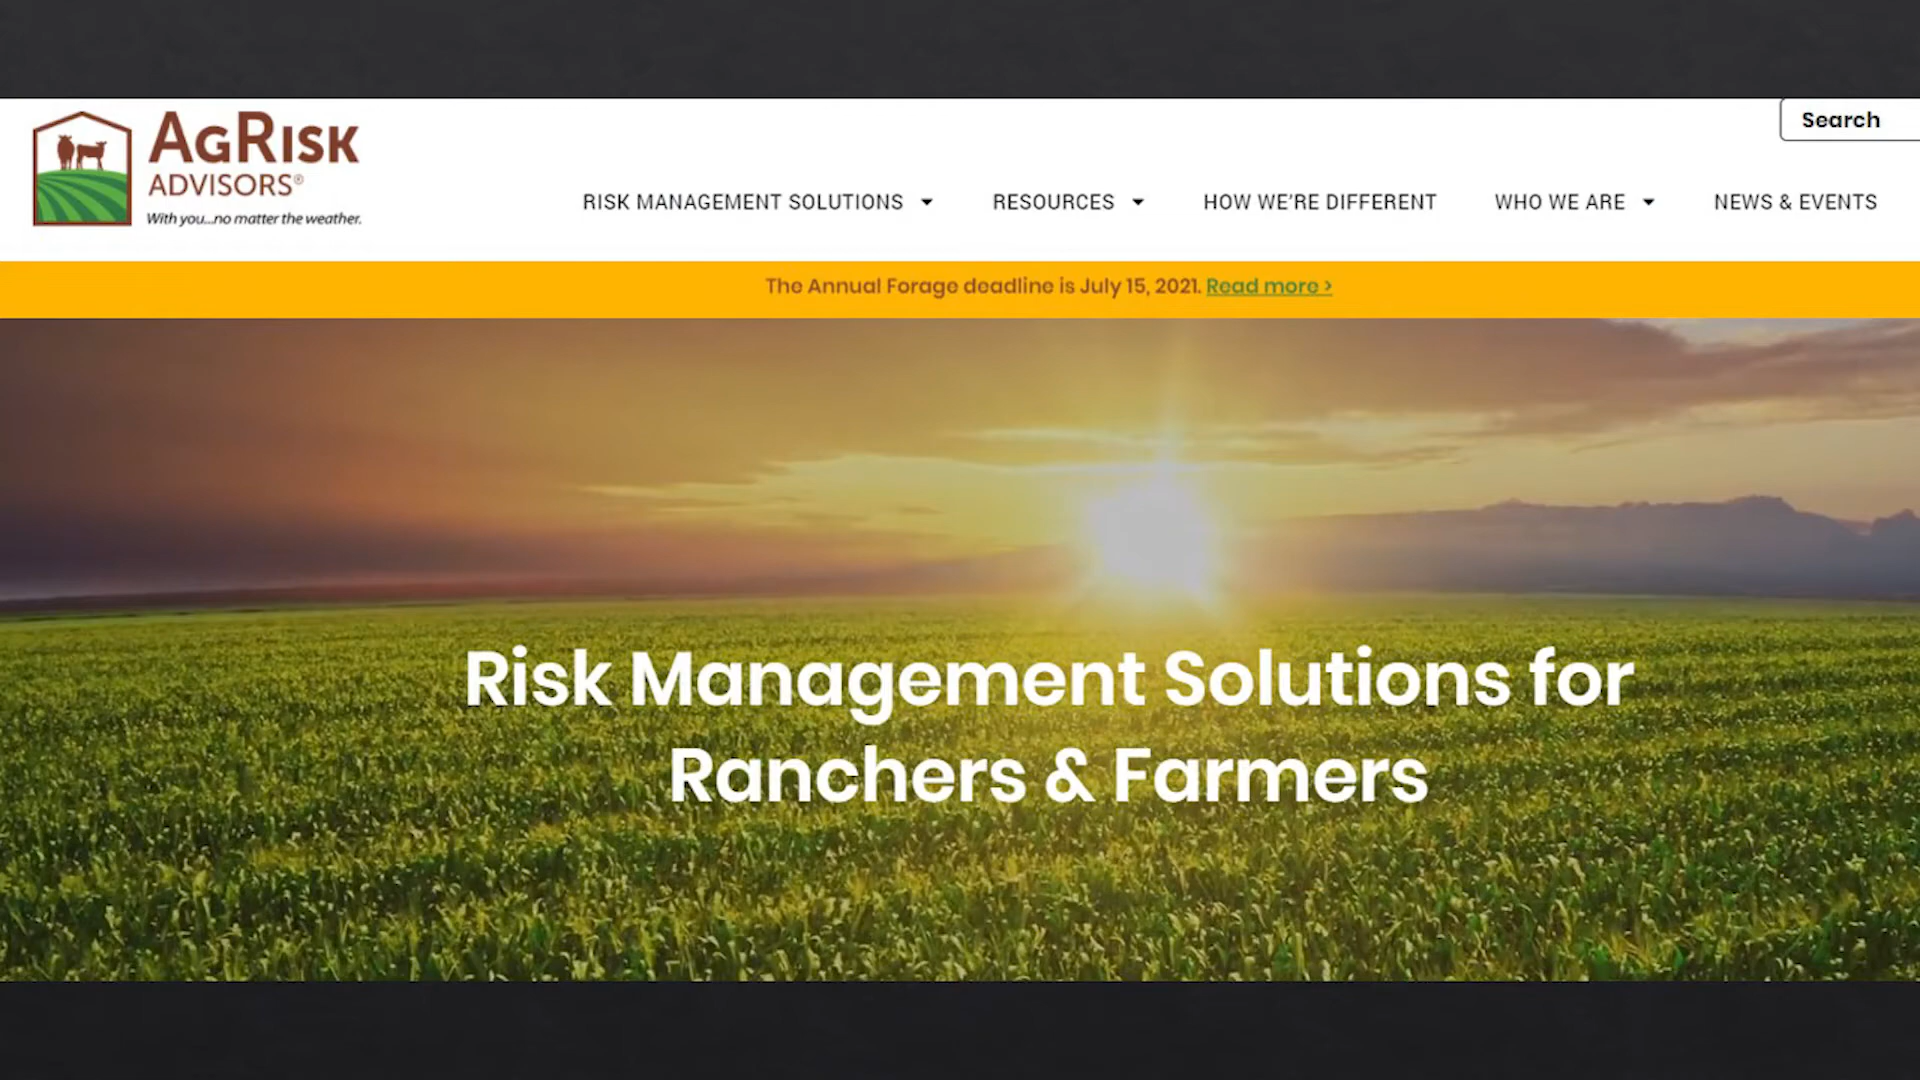 AGRISK
ADVISORS®
With you...no matter the weather.
Search
RISK MANAGEMENT SOLUTIONS
RESOURCES
HOW WE'RE DIFFERENT
WHO WE ARE
NEWS & EVENTS
The Annual Forage deadline is July 15, 2021. Read more >
Risk Management Solutions for
Ranchers & Farmers